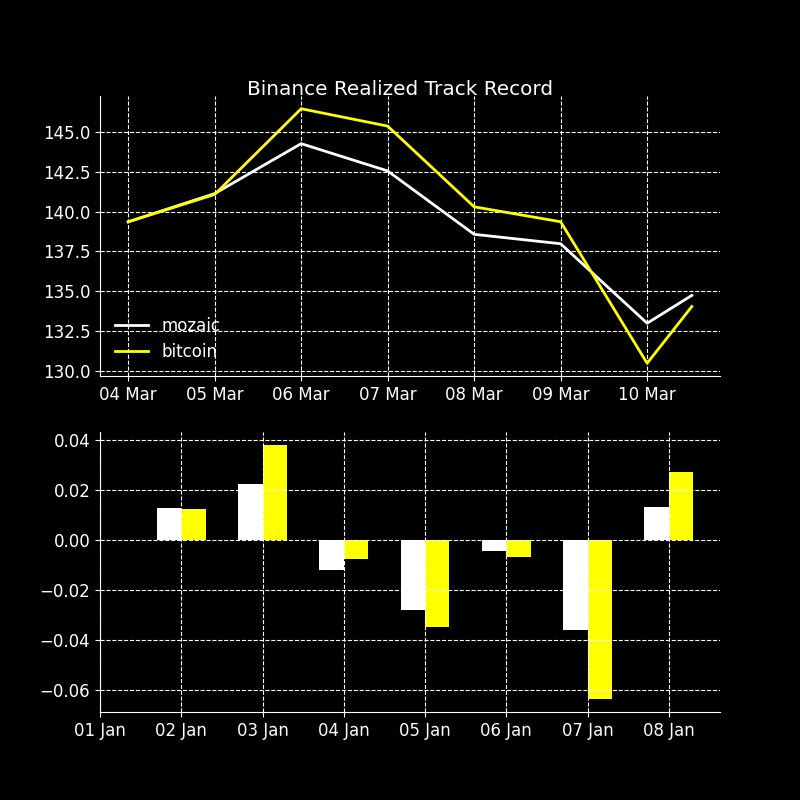 Binance Realized Track Record
145.0
142.5
140.0
137.5
135.0
132.5
130.0
mozaic
bitcoin
04 Mar 05 Mar 06 Mar 07 Mar 08 Mar 09 Mar 10 Mar
0.04
0.02
0.00
−0.02
−0.04
−0.06
01 Jan 02 Jan 03 Jan 04 Jan 05 Jan 06 Jan 07 Jan 08 Jan